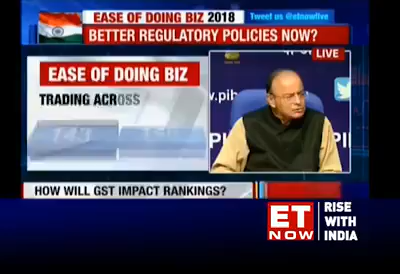 EASE OF DOING BIZ 2018
Tweet us @etnowlive
BETTER REGULATORY POLICIES NOW?
EASE OF DOING BIZ
TRADING ACROSS
LIVE
HOW WILL GST IMPACT RANKINGS?
ET
NOW
RISE
WITH
INDIA